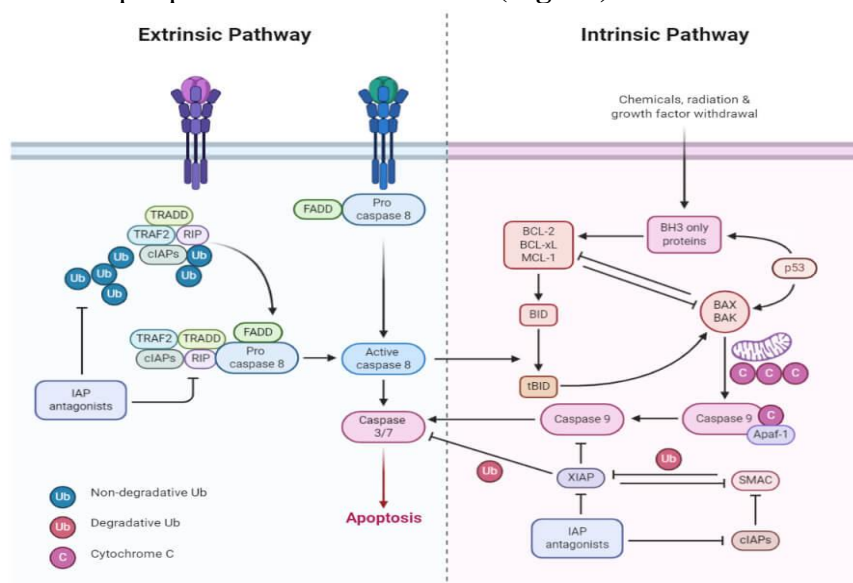 Extrinsic Pathway
Intrinsic Pathway
Chemicals, radiation &
growth factor withdrawal
TRADD
TRAF2
RIP
cIAPs
Ub
Ub
Ub
Ub
Ub
Ub
Ub
FADD
Pro
caspase 8
BCL-2
BCL-xL
MCL-1
BH3 only
proteins
p53
BID
BAX
BAK
TRAF2
TRADD
FADD
cIAPs
RIP
Pro
caspase 8
Active
caspase 8
tBID
C
C
C
IAP
antagonists
Caspase
3/7
Caspase 9
Caspase 9
C
Apaf-1
Ub
XIAP
Ub
SMAC
Ub
Non-degradative Ub
Ub
Degradative Ub
C
Cytochrome C
Apoptosis
IAP
antagonists
cIAPs